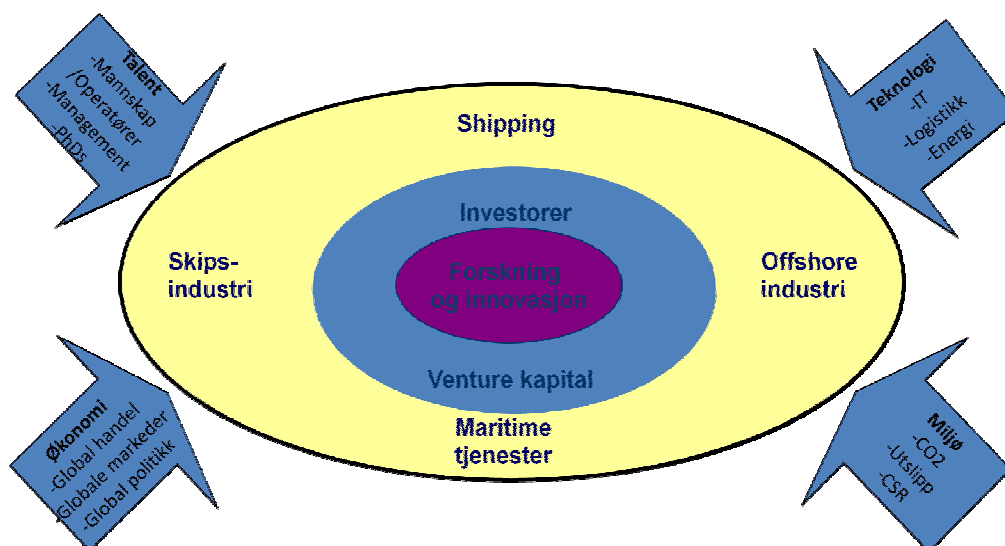 Talent
-Mannskap
/Operatører
-Management
-PhDs
Teknologi
-IT
-Logistikk
-Energi
Shipping
Investorer
Skips-
industri
Forskning
og innovasjon
Offshore
industri
Venture kapital
Maritime
tjenester
Økonomi
-Global handel
-Globale markeder
-Global politikk
Miljø
-CO2
-Utslipp
-CSR